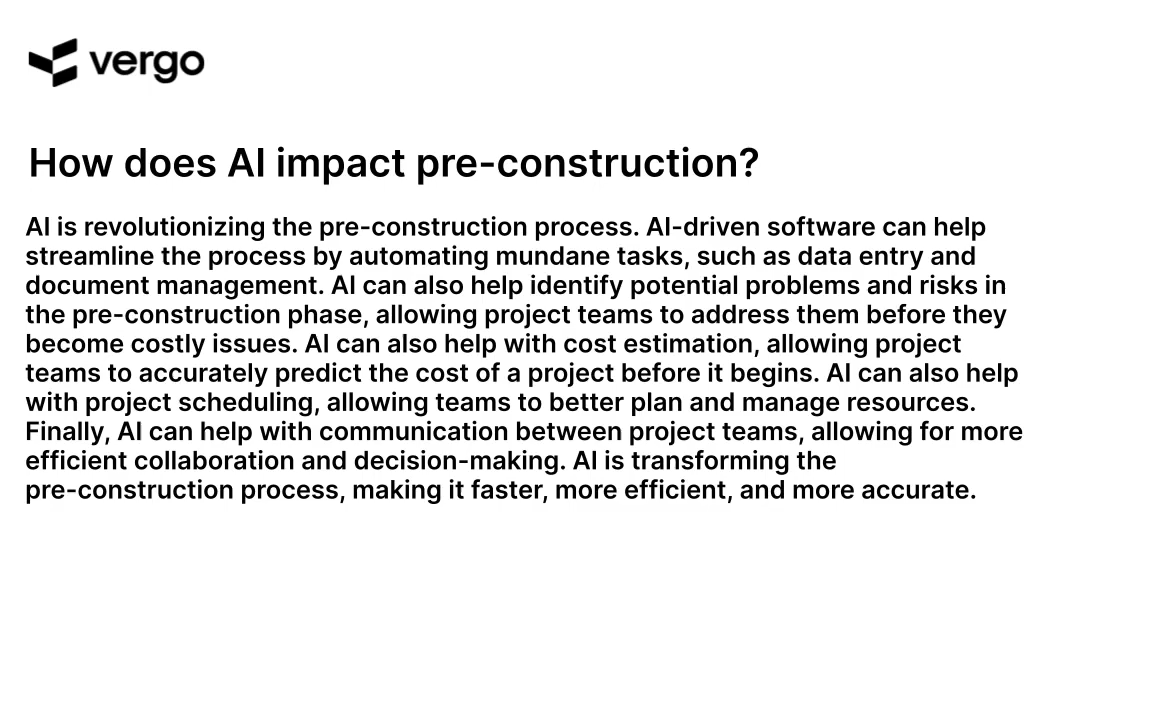 vergo
How does AI impact pre-construction?
AI is revolutionizing the pre-construction process. AI-driven software can help
streamline the process by automating mundane tasks, such as data entry and
document management. AI can also help identify potential problems and risks in
the pre-construction phase, allowing project teams to address them before they
become costly issues. AI can also help with cost estimation, allowing project
teams to accurately predict the cost of a project before it begins. AI can also help
with project scheduling, allowing teams to better plan and manage resources.
Finally, AI can help with communication between project teams, allowing for more
efficient collaboration and decision-making. AI is transforming the
pre-construction process, making it faster, more efficient, and more accurate.